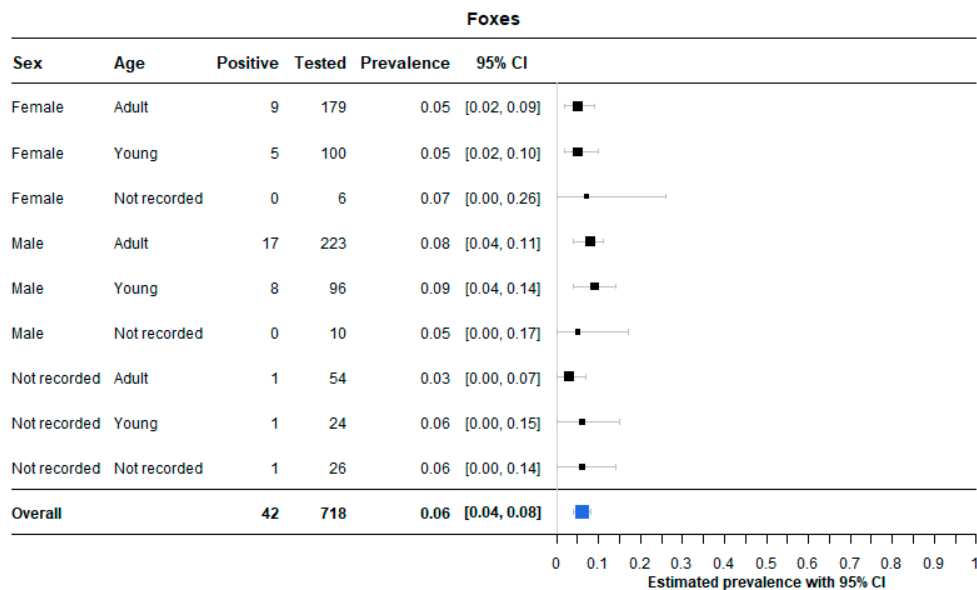 Foxes
Sex Age Positive Tested Prevalence 95% CI
Female Adult 9 179 0.05 [0.02, 0.09]
Female Young 5 100 0.05 [0.02, 0.10]
Female Not recorded 0 6 0.07 [0.00, 0.26]
Male Adult 17 223 0.08 [0.04, 0.11]
Male Young 8 96 0.09 [0.04, 0.14]
Male Not recorded 0 10 0.05 [0.00, 0.17]
Not recorded Adult 1 54 0.03 [0.00, 0.07]
Not recorded Young 1 24 0.06 [0.00, 0.15]
Not recorded Not recorded 1 26 0.06 [0.00, 0.14]
Overall 42 718 0.06 [0.04, 0.08]
0 0.1 0.2 0.3 0.4 0.5 0.6 0.7 0.8 0.9 1
Estimated prevalence with 95% CI